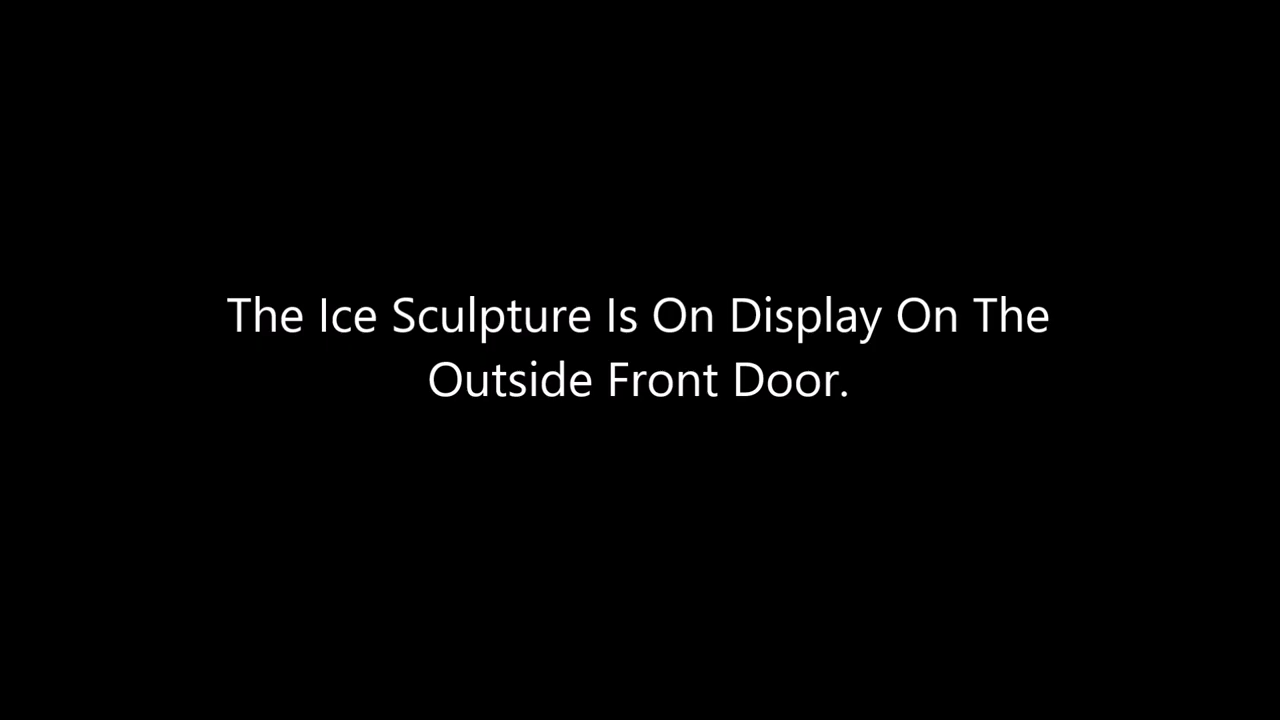 The Ice Sculpture Is On Display On The
Outside Front Door.